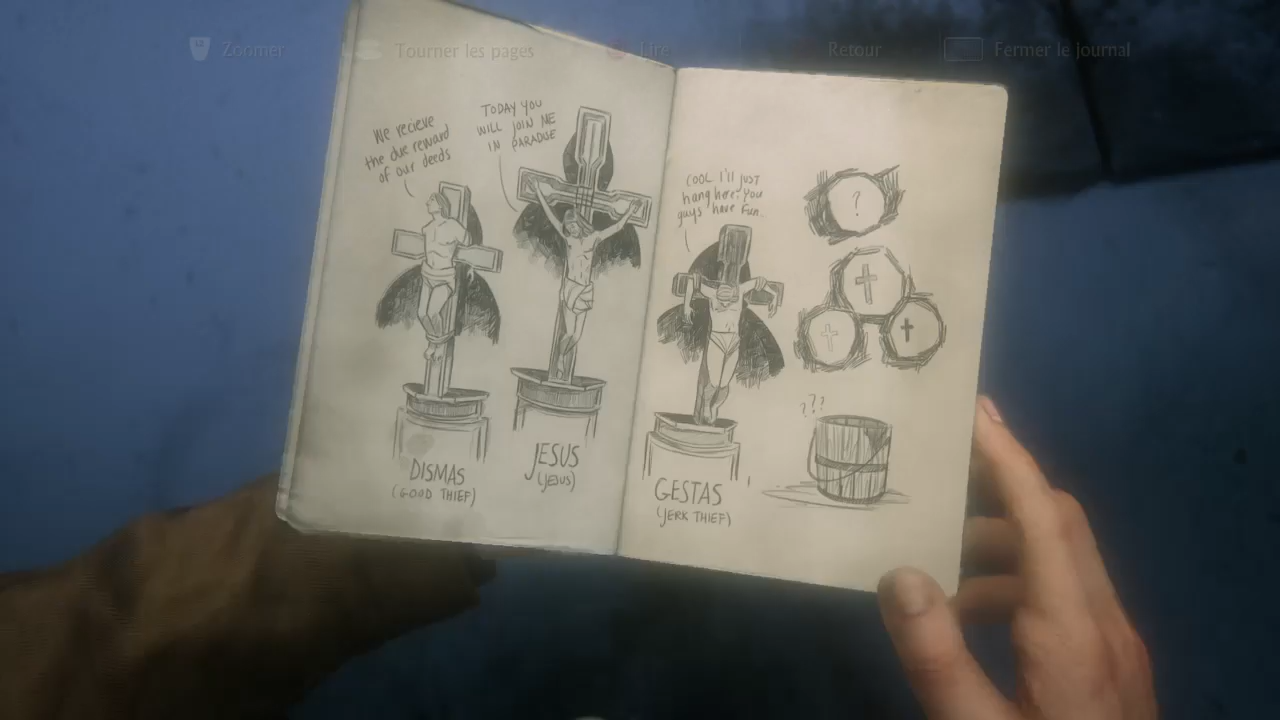 Zoomer
Tourner les pages
Lire
Retour
Fermer le journal
We recieve
the due reward
of our deeds
TODAY YOU
WILL JOIN ME
IN PARADISE
COOL I'll JUST
hang here. You
guys have fun.
?
DISMAS
(GOOD THIEF)
JESUS
(JESUS)
GESTAS
(JERK THIEF)
???